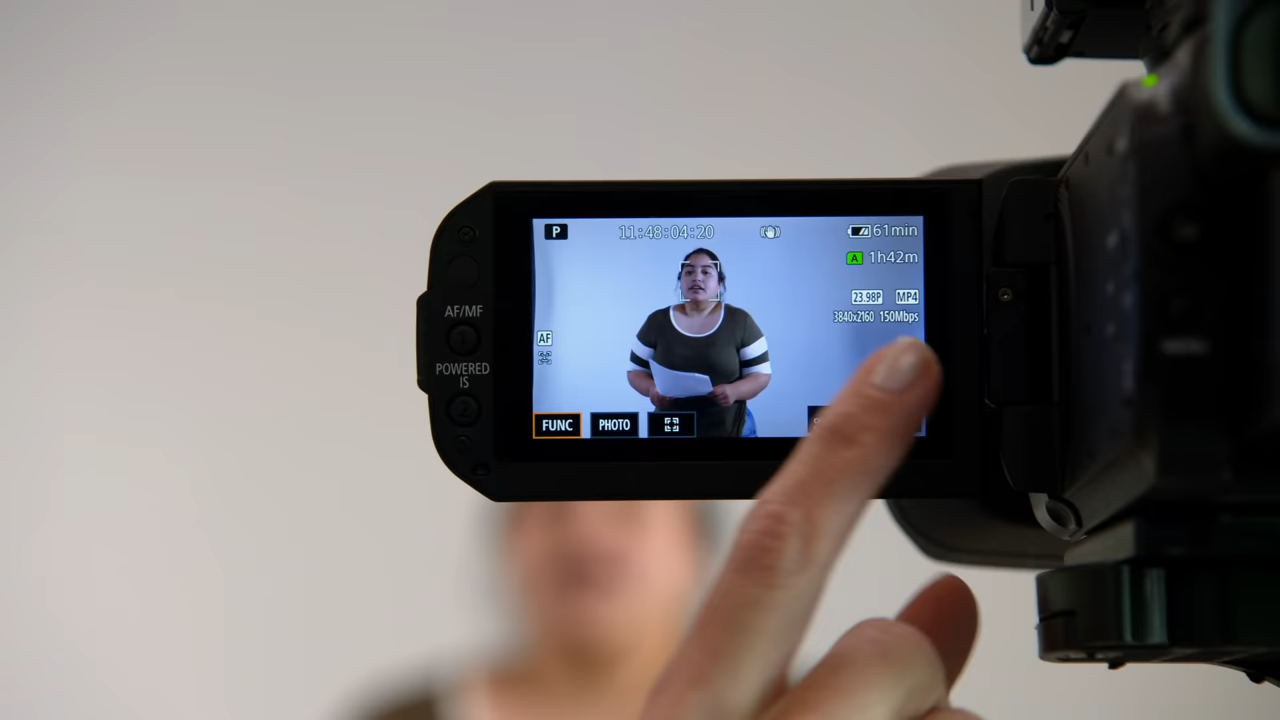 P 11:48:04:20 61min
A 1h42m
23.98P MP4
3840x2160 150Mbps
AF/MF
AF
POWERED
IS
FUNC PHOTO